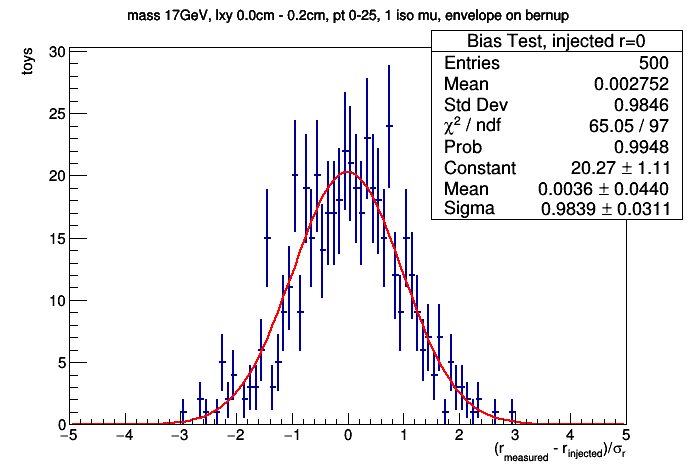 mass 17GeV, lxy 0.0cm - 0.2cm, pt 0-25, 1 iso mu, envelope on bernup
toys
Bias Test, injected r=0
Entries 500
Mean 0.002752
Std Dev 0.9846
χ² / ndf 65.05 / 97
Prob 0.9948
Constant 20.27 ± 1.11
Mean 0.0036 ± 0.0440
Sigma 0.9839 ± 0.0311
30
25
20
15
10
5
0
−5 −4 −3 −2 −1 0 1 2 3 4 5
(r_measured - r_injected)/σ_r